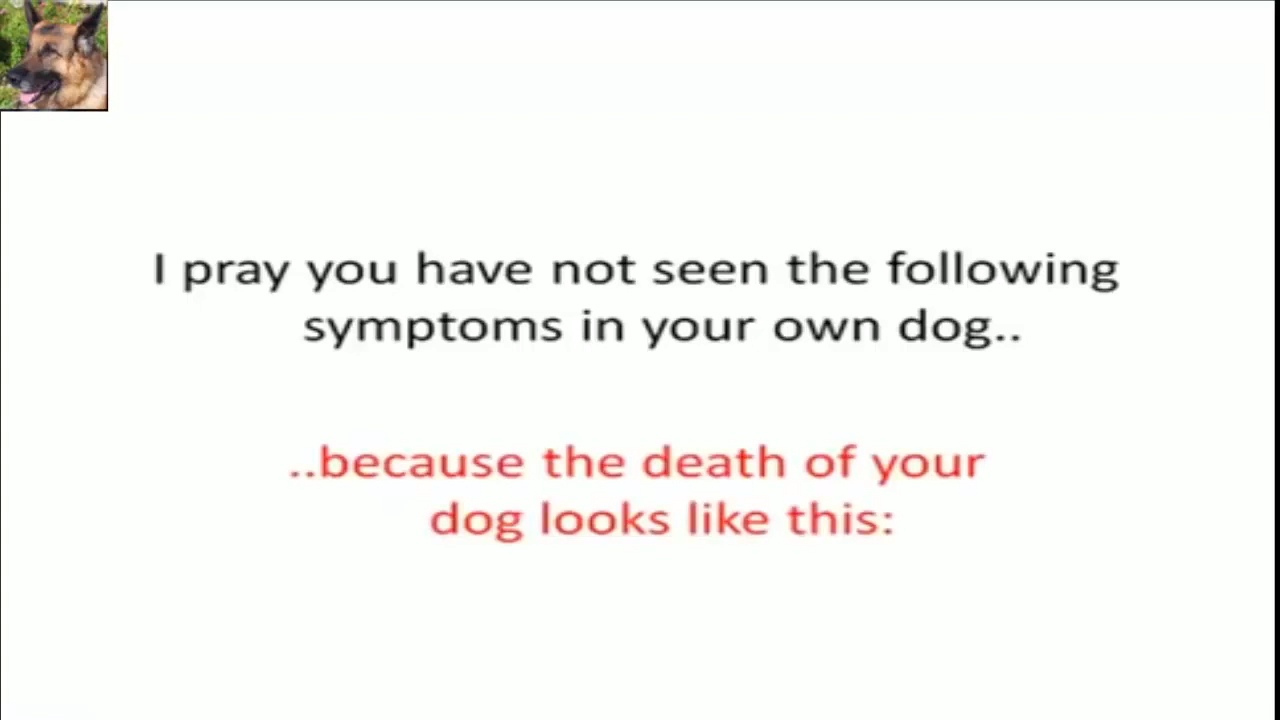 I pray you have not seen the following
symptoms in your own dog..
..because the death of your
dog looks like this: